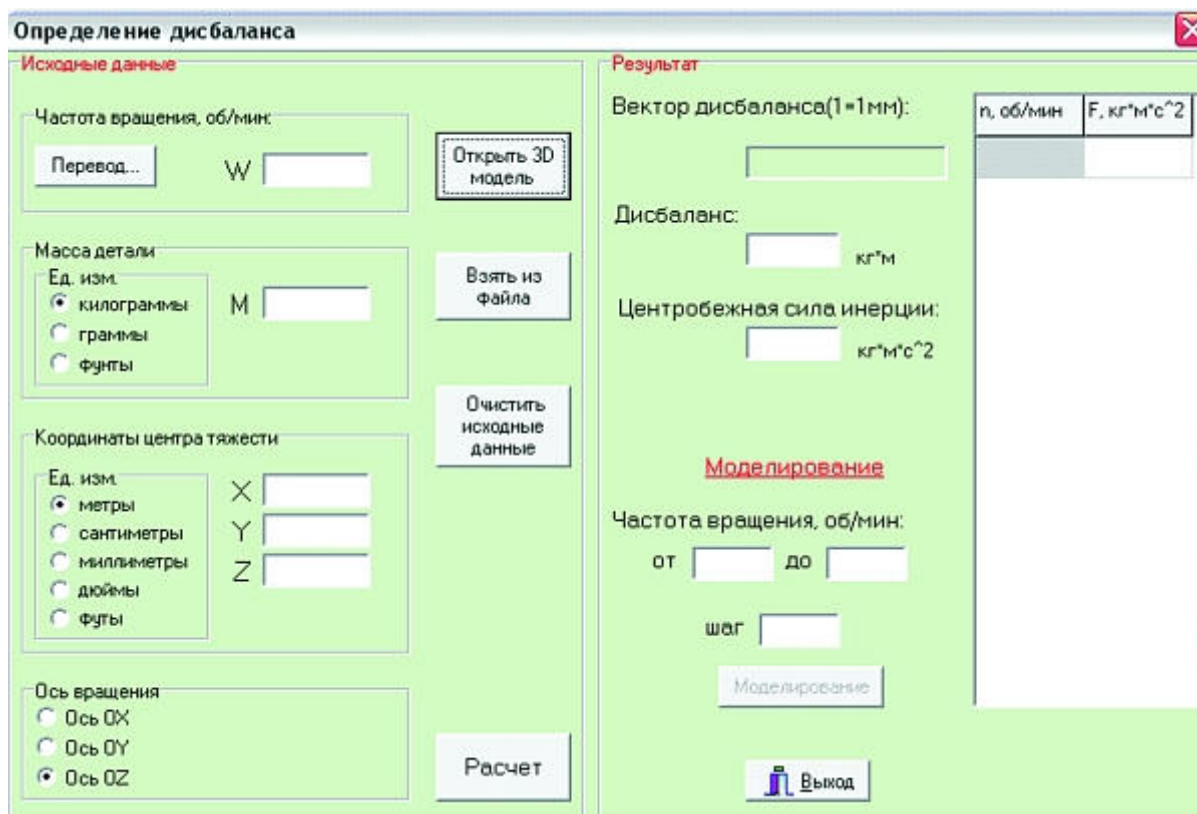 Определение дисбаланса
Исходные данные
Частота вращения, об/мин:
Перевод...
W
Открыть 3D
модель
Масса детали
Ед. изм.
килограммы
граммы
фунты
M
Взять из
файла
Очистить
исходные
данные
Координаты центра тяжести
Ед. изм.
метры
сантиметры
миллиметры
дюймы
футы
X
Y
Z
Ось вращения
Ось OX
Ось OY
Ось OZ
Расчет
Результат
Вектор дисбаланса(1=1мм):
n, об/мин
F, кг*м*с^2
Дисбаланс:
кг*м
Центробежная сила инерции:
кг*м*с^2
Моделирование
Частота вращения, об/мин:
от
до
шаг
Моделирование
Выход